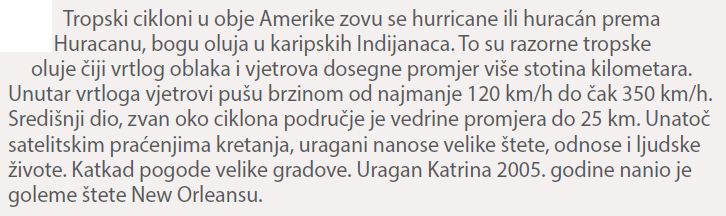 Tropski cikloni u obje Amerike zovu se hurricane ili huracán prema
Huracanu, bogu oluja u karipskih Indijanaca. To su razorne tropske
oluje čiji vrtlog oblaka i vjetrova dosegne promjer više stotina kilometara.
Unutar vrtloga vjetrovi pušu brzinom od najmanje 120 km/h do čak 350 km/h.
Središnji dio, zvan oko ciklona područje je vedrine promjera do 25 km. Unatoč
satelitskim praćenjima kretanja, uragani nanose velike štete, odnose i ljudske
živote. Katkad pogode velike gradove. Uragan Katrina 2005. godine nanio je
goleme štete New Orleansu.